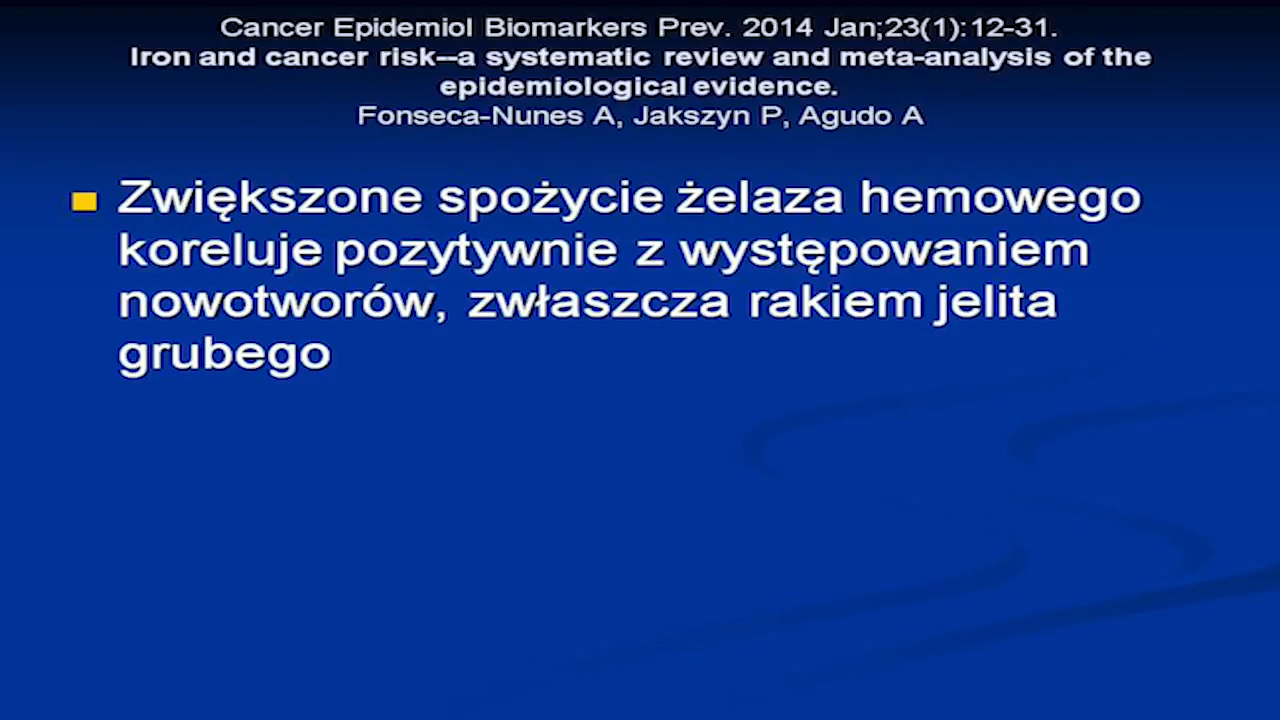 Cancer Epidemiol Biomarkers Prev. 2014 Jan;23(1):12-31.
Iron and cancer risk--a systematic review and meta-analysis of the
epidemiological evidence.
Fonseca-Nunes A, Jakszyn P, Agudo A
Zwiększone spożycie żelaza hemowego
koreluje pozytywnie z występowaniem
nowotworów, zwłaszcza rakiem jelita
grubego